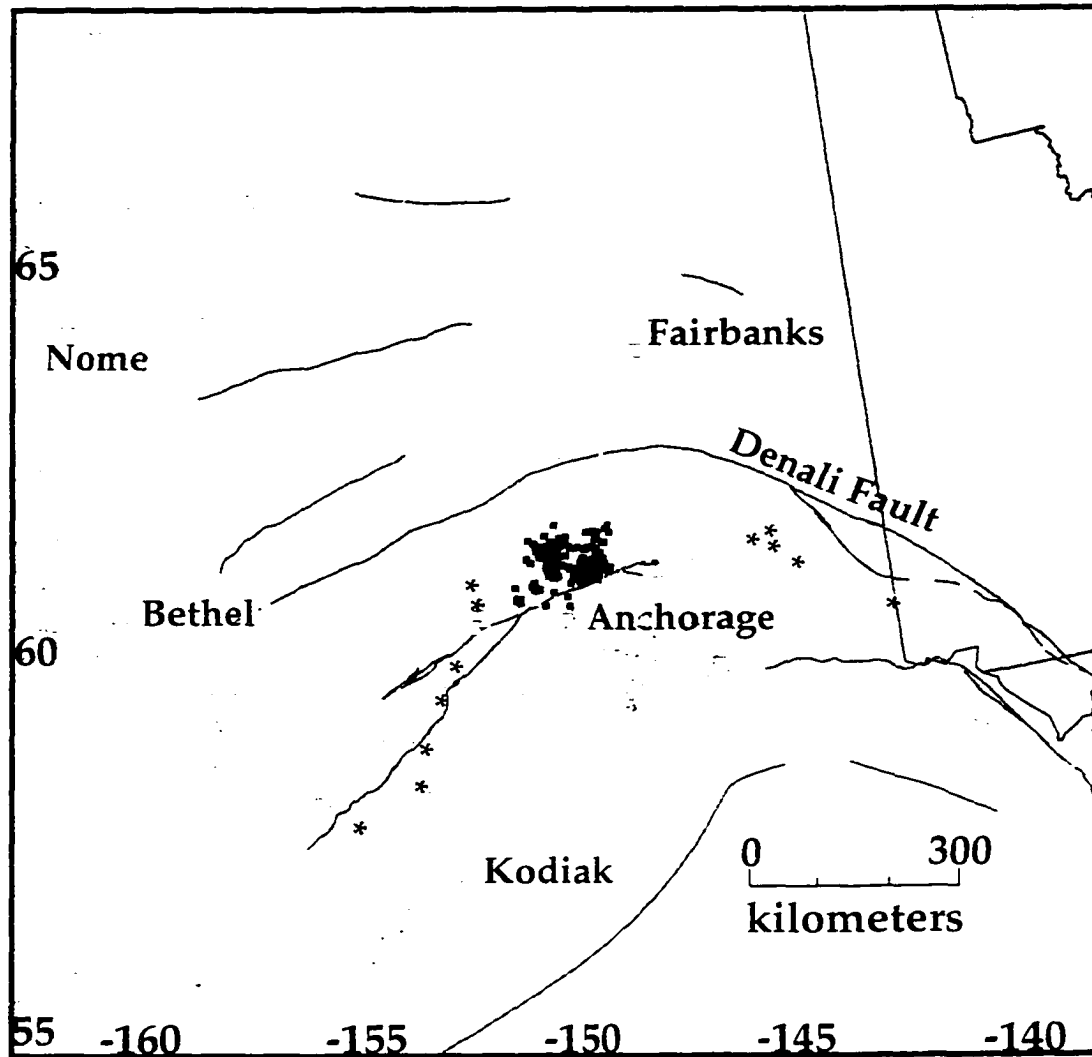 65
Nome
Fairbanks
Denali Fault
Bethel
Anchorage
60
Kodiak
0 300
kilometers
55 -160 -155 -150 -145 -140